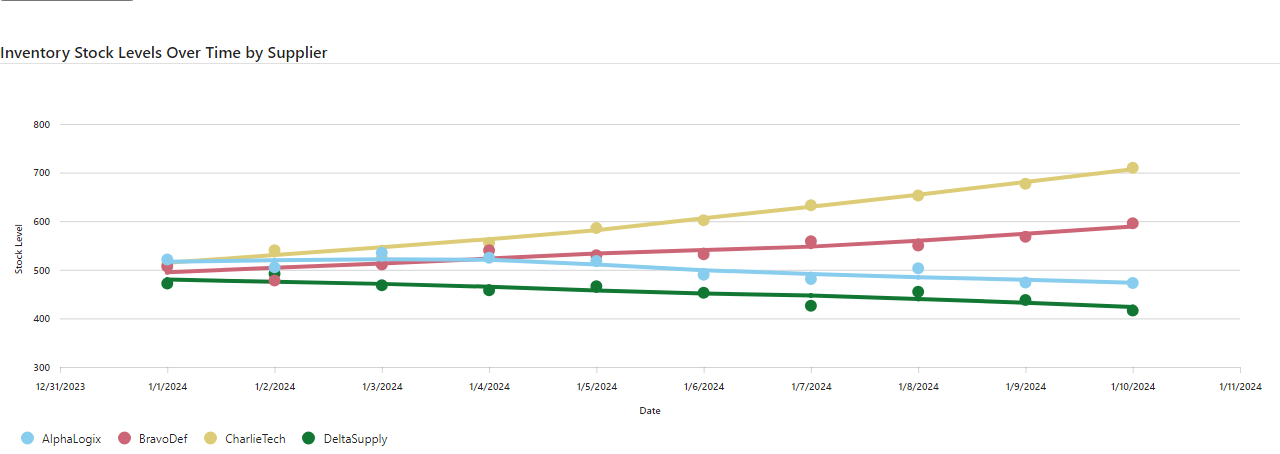 Inventory Stock Levels Over Time by Supplier
800
700
600
500
400
300
Stock Level
12/31/2023 1/1/2024 1/2/2024 1/3/2024 1/4/2024 1/5/2024 1/6/2024 1/7/2024 1/8/2024 1/9/2024 1/10/2024 1/11/2024
Date
AlphaLogix BravoDef CharlieTech DeltaSupply